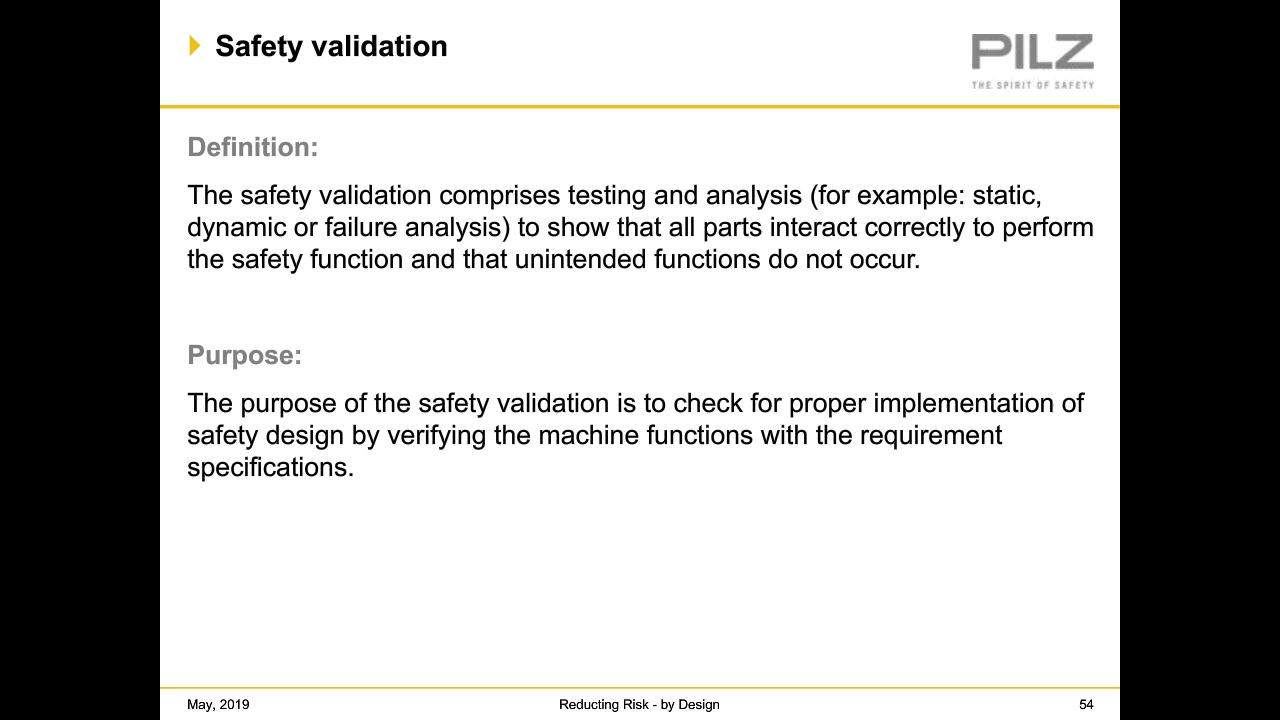 Safety validation
PILZ
THE SPIRIT OF SAFETY
Definition:
The safety validation comprises testing and analysis (for example: static,
dynamic or failure analysis) to show that all parts interact correctly to perform
the safety function and that unintended functions do not occur.
Purpose:
The purpose of the safety validation is to check for proper implementation of
safety design by verifying the machine functions with the requirement
specifications.
May, 2019
Reducting Risk - by Design
54